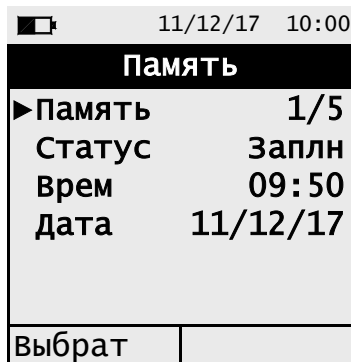 11/12/17 10:00
Память
►Память 1/5
Статус Заплн
Врем 09:50
Дата 11/12/17
Выбрат